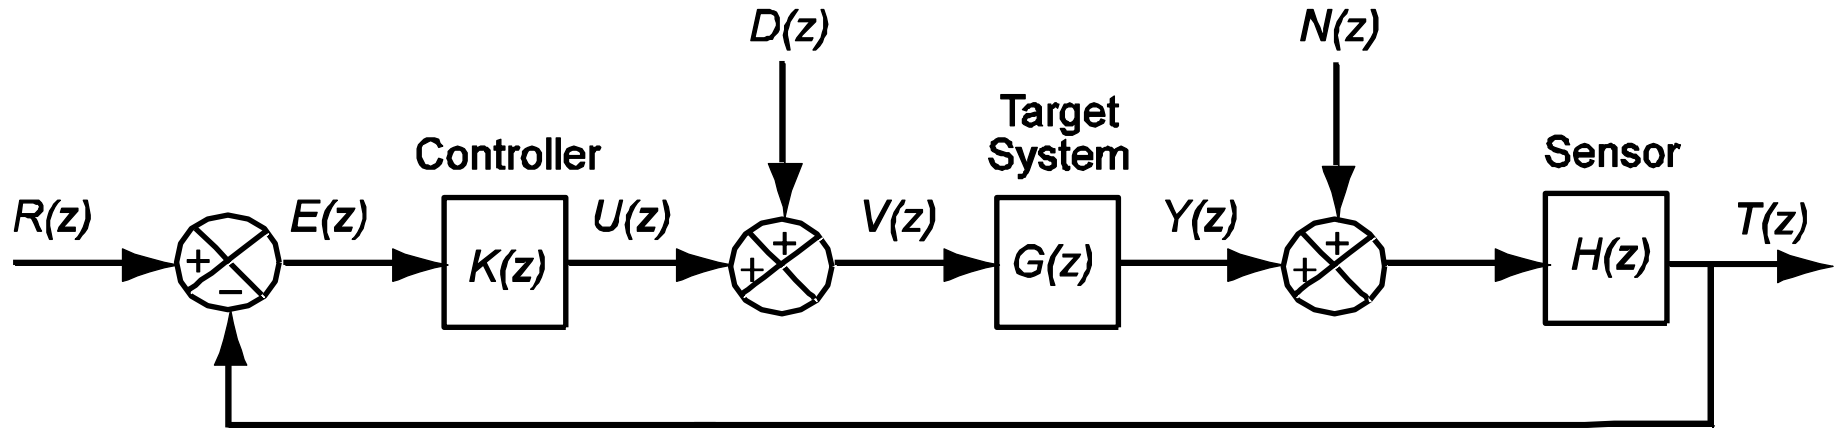 D(z)
N(z)
Target
System
Controller
Sensor
R(z)
E(z)
U(z)
V(z)
Y(z)
T(z)
+
−
K(z)
+
+
G(z)
+
+
H(z)